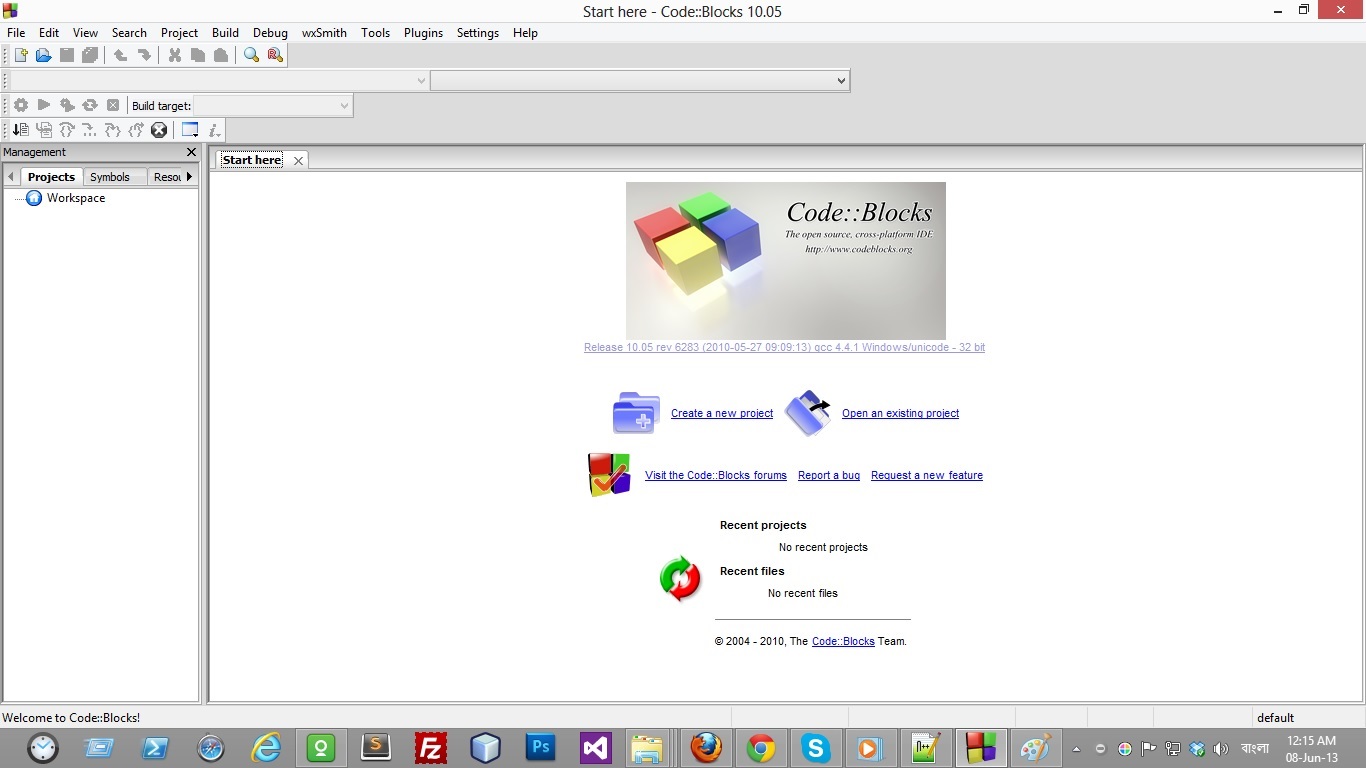 Start here - Code::Blocks 10.05
File Edit View Search Project Build Debug wxSmith Tools Plugins Settings Help
Build target:
Management
Projects Symbols Resou
Workspace
Start here
Code::Blocks
The open source, cross-platform IDE
http://www.codeblocks.org
Release 10.05 rev 6283 (2010-05-27 09:09:13) gcc 4.4.1 Windows/unicode - 32 bit
Create a new project Open an existing project
Visit the Code::Blocks forums Report a bug Request a new feature
Recent projects
No recent projects
Recent files
No recent files
© 2004 - 2010, The Code::Blocks Team.
Welcome to Code::Blocks! default
S Fz Ps S বাংলা 12:15 AM
08-Jun-13